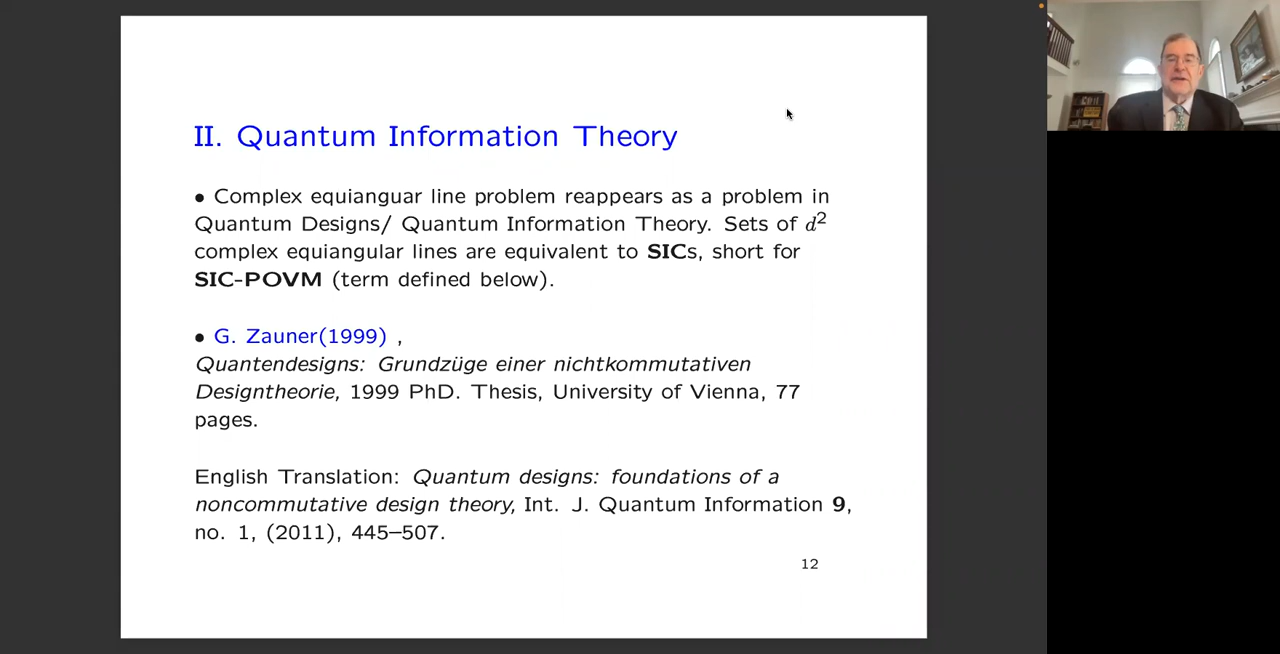 II. Quantum Information Theory
• Complex equianguar line problem reappears as a problem in
Quantum Designs/ Quantum Information Theory. Sets of d²
complex equiangular lines are equivalent to SICs, short for
SIC-POVM (term defined below).
• G. Zauner(1999) ,
Quantendesigns: Grundzüge einer nichtkommutativen
Designtheorie, 1999 PhD. Thesis, University of Vienna, 77
pages.
English Translation: Quantum designs: foundations of a
noncommutative design theory, Int. J. Quantum Information 9,
no. 1, (2011), 445–507.
12